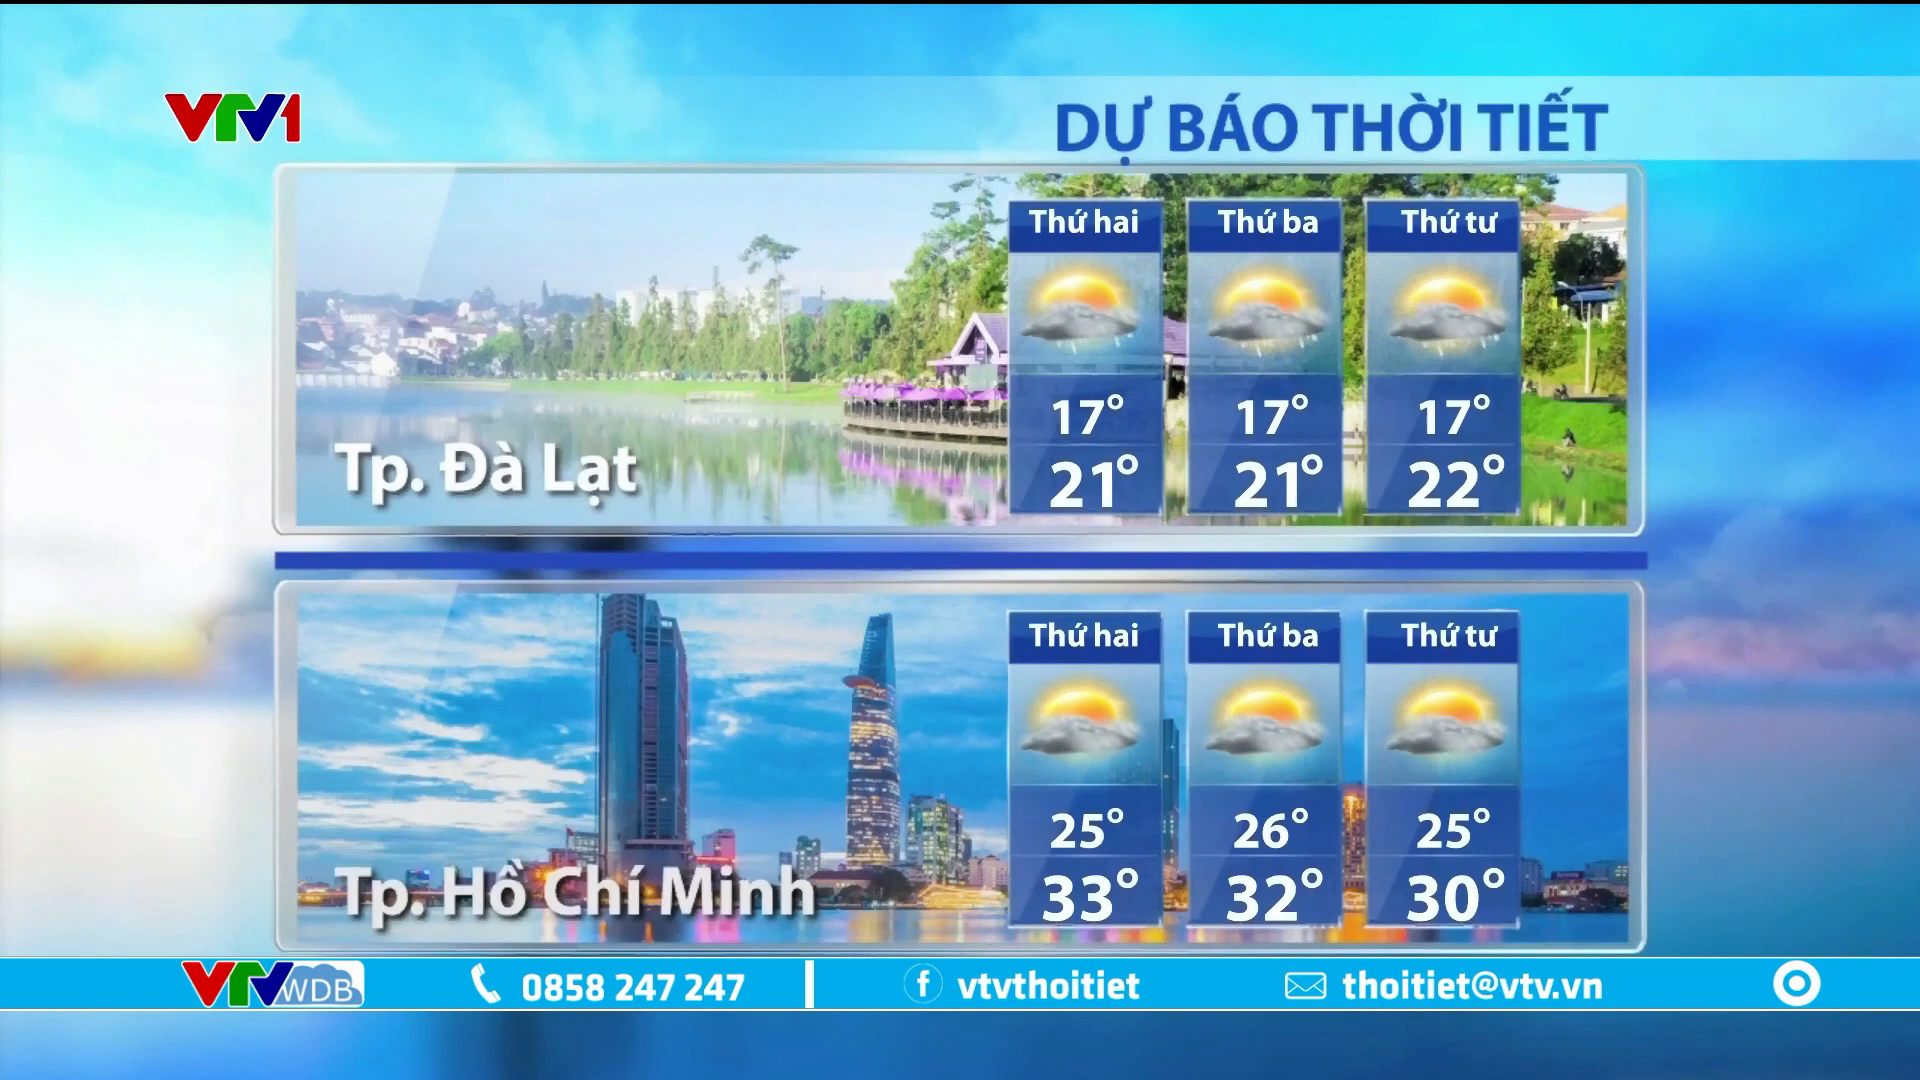 VTV1
DỰ BÁO THỜI TIẾT
Thứ hai Thứ ba Thứ tư
17° 17° 17°
21° 21° 22°
Tp. Đà Lạt
Thứ hai Thứ ba Thứ tư
25° 26° 25°
33° 32° 30°
Tp. Hồ Chí Minh
VTV WDB 0858 247 247 vtvthoitiet thoitiet@vtv.vn